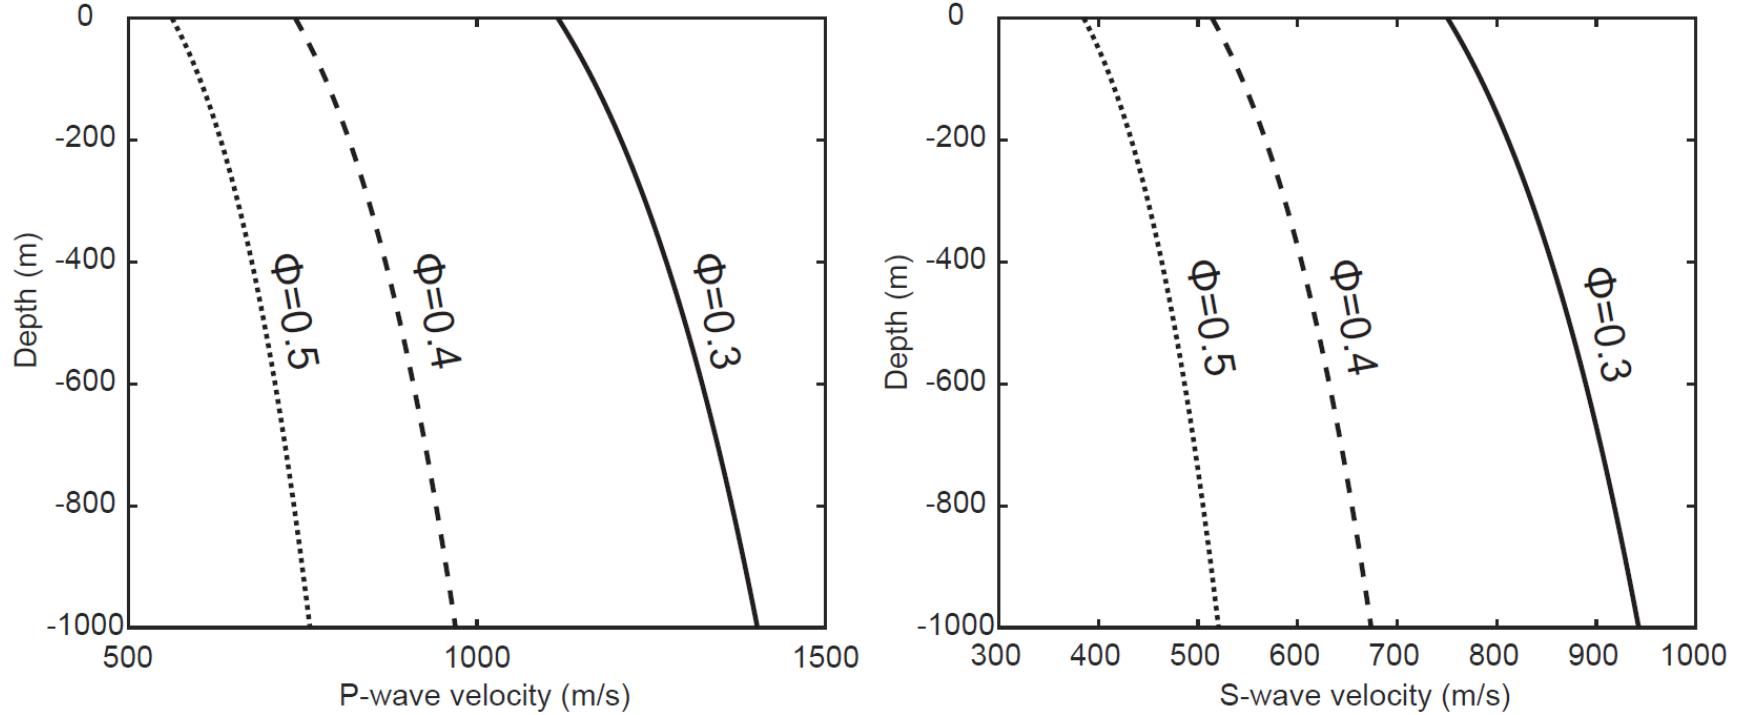 0
-200
-400
-600
-800
-1000
Depth (m)
Φ=0.5
Φ=0.4
Φ=0.3
500
1000
1500
P-wave velocity (m/s)
0
-200
-400
-600
-800
-1000
Depth (m)
Φ=0.5
Φ=0.4
Φ=0.3
300
400
500
600
700
800
900
1000
S-wave velocity (m/s)